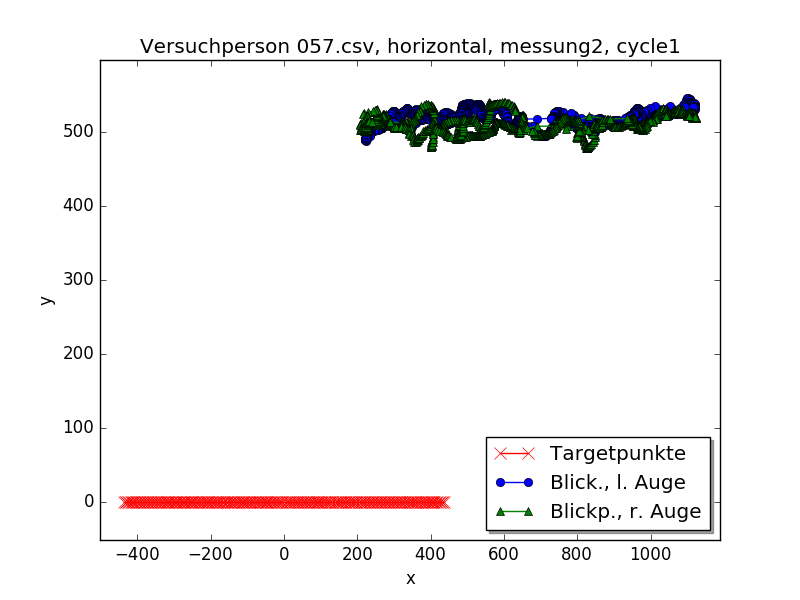 Versuchperson 057.csv, horizontal, messung2, cycle1
500
400
300
200
100
0
y
−400 −200 0 200 400 600 800 1000
x
Targetpunkte
Blick., l. Auge
Blickp., r. Auge